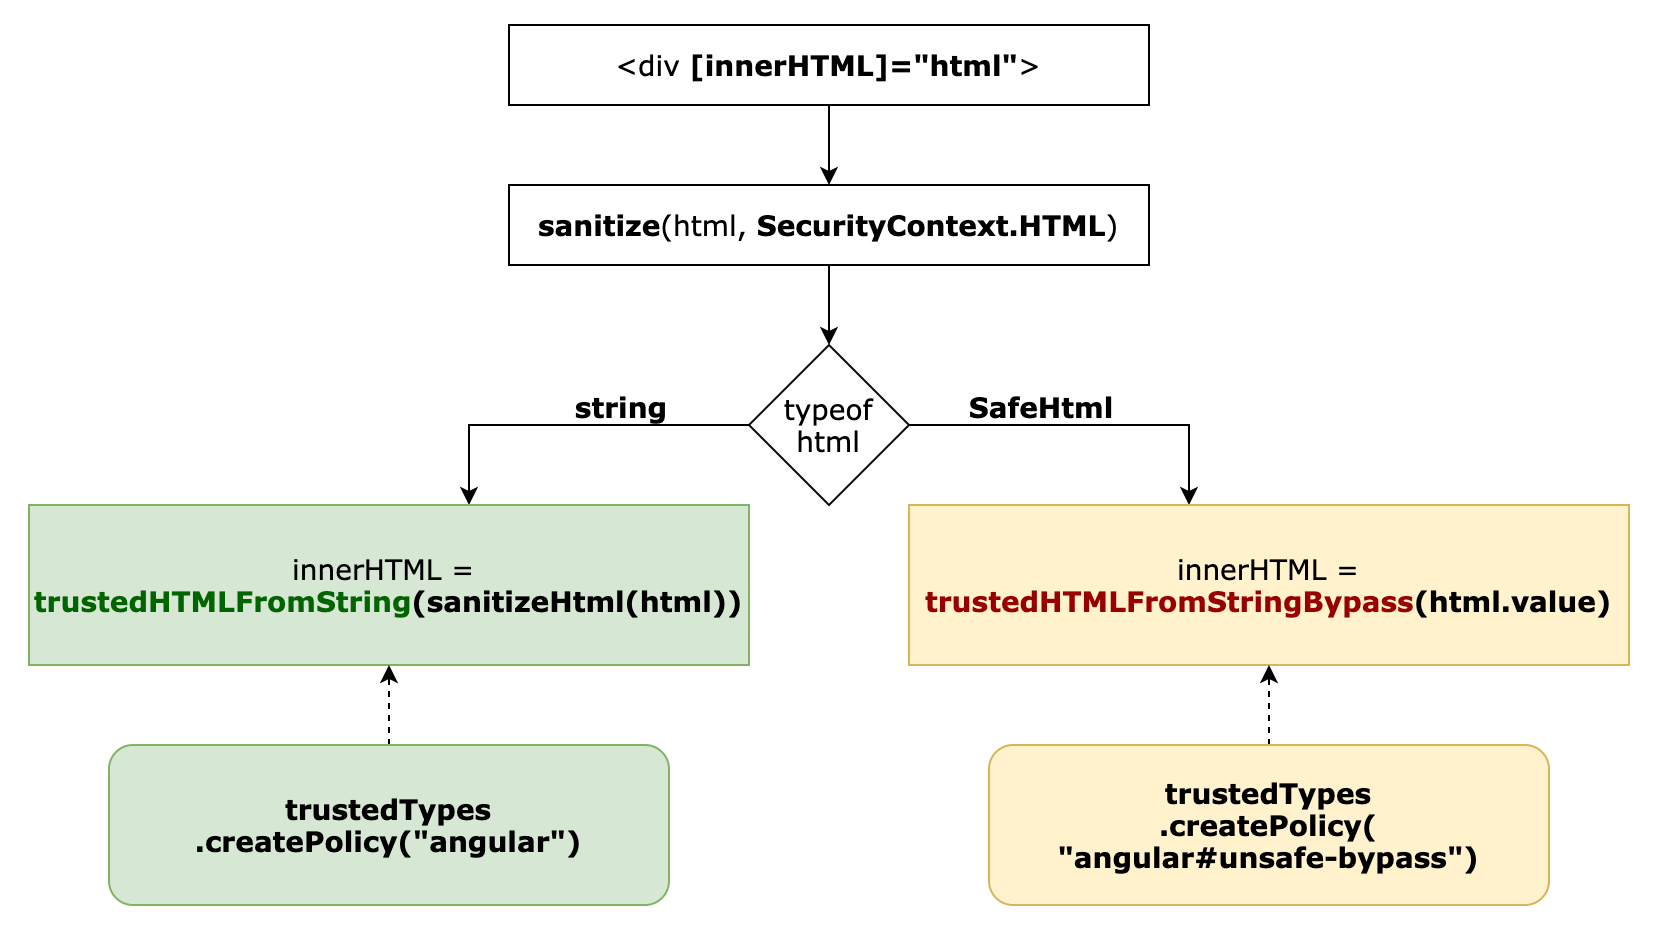 <div [innerHTML]="html">
sanitize(html, SecurityContext.HTML)
string
typeof
html
SafeHtml
innerHTML =
trustedHTMLFromString(sanitizeHtml(html))
innerHTML =
trustedHTMLFromStringBypass(html.value)
trustedTypes
.createPolicy("angular")
trustedTypes
.createPolicy(
"angular#unsafe-bypass")